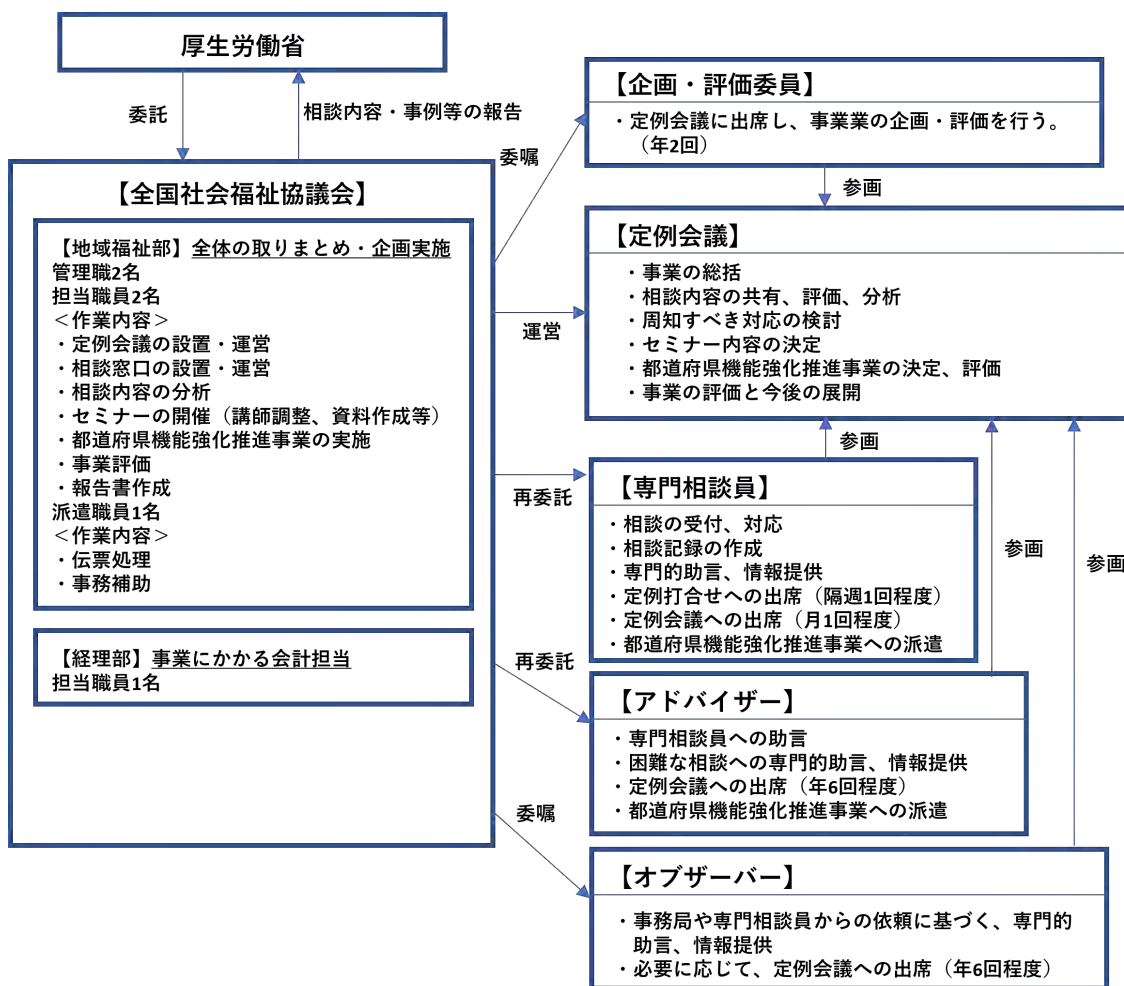 厚生労働省
委託
相談内容・事例等の報告
【全国社会福祉協議会】
【地域福祉部】全体の取りまとめ・企画実施
管理職2名
担当職員2名
＜作業内容＞
・定例会議の設置・運営
・相談窓口の設置・運営
・相談内容の分析
・セミナーの開催（講師調整、資料作成等）
・都道府県機能強化推進事業の実施
・事業評価
・報告書作成
派遣職員1名
＜作業内容＞
・伝票処理
・事務補助
【経理部】事業にかかる会計担当
担当職員1名
委嘱
【企画・評価委員】
・定例会議に出席し、事業業の企画・評価を行う。
（年2回）
参画
運営
【定例会議】
・事業の総括
・相談内容の共有、評価、分析
・周知すべき対応の検討
・セミナー内容の決定
・都道府県機能強化推進事業の決定、評価
・事業の評価と今後の展開
参画
再委託
【専門相談員】
・相談の受付、対応
・相談記録の作成
・専門的助言、情報提供
・定例打合せへの出席（隔週1回程度）
・定例会議への出席（月1回程度）
・都道府県機能強化推進事業への派遣
参画
参画
再委託
【アドバイザー】
・専門相談員への助言
・困難な相談への専門的助言、情報提供
・定例会議への出席（年6回程度）
・都道府県機能強化推進事業への派遣
委嘱
【オブザーバー】
・事務局や専門相談員からの依頼に基づく、専門的
助言、情報提供
・必要に応じて、定例会議への出席（年6回程度）